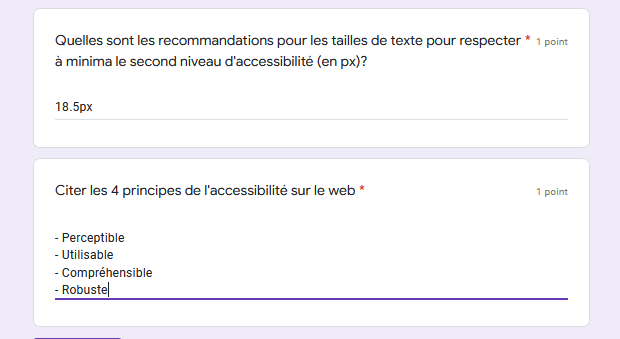 Quelles sont les recommandations pour les tailles de texte pour respecter * 1 point
à minima le second niveau d'accessibilité (en px)?
18.5px
Citer les 4 principes de l'accessibilité sur le web * 1 point
- Perceptible
- Utilisable
- Compréhensible
- Robuste